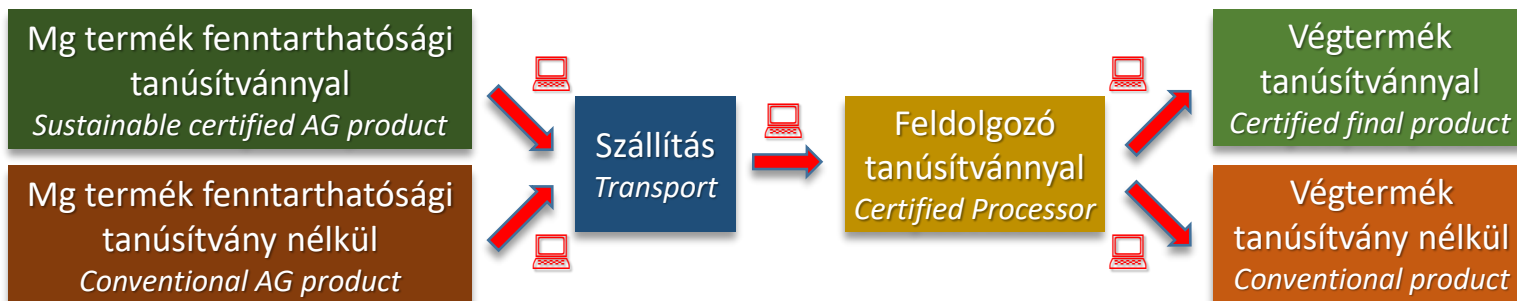 Mg termék fenntarthatósági
tanúsítvánnyal
Sustainable certified AG product
Mg termék fenntarthatósági
tanúsítvány nélkül
Conventional AG product
Szállítás
Transport
Feldolgozó
tanúsítvánnyal
Certified Processor
Végtermék
tanúsítvánnyal
Certified final product
Végtermék
tanúsítvány nélkül
Conventional product